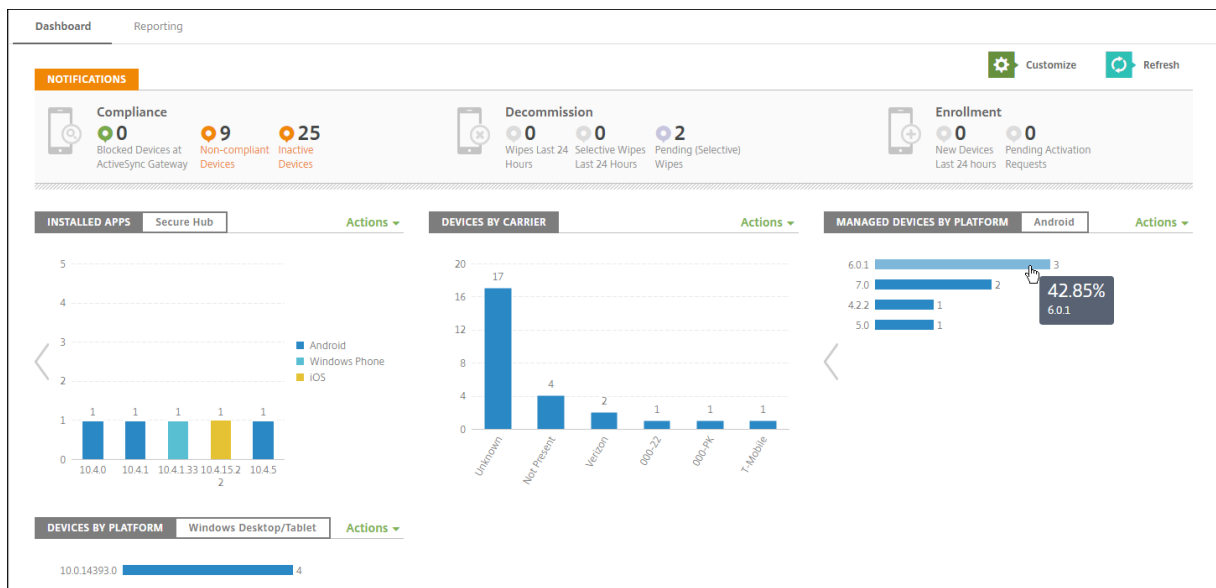 Dashboard
Reporting
Customize
Refresh
NOTIFICATIONS
Compliance
0
Blocked Devices at
ActiveSync Gateway
9
Non-compliant
Devices
25
Inactive
Devices
Decommission
0
Wipes Last 24
Hours
0
Selective Wipes
Last 24 Hours
2
Pending (Selective)
Wipes
Enrollment
0
New Devices
Last 24 hours
0
Pending Activation
Requests
INSTALLED APPS
Secure Hub
Actions
5
4
3
2
1
0
1
1
1
1
1
10.4.0
10.4.1
10.4.1.33
10.4.15.2
2
10.4.5
Android
Windows Phone
iOS
DEVICES BY CARRIER
Actions
20
16
12
8
4
0
17
4
2
1
1
1
Unknown
Not Present
Verizon
000-22
000-PK
T-Mobile
MANAGED DEVICES BY PLATFORM
Android
Actions
6.0.1
3
7.0
2
4.2.2
1
5.0
1
42.85%
6.0.1
DEVICES BY PLATFORM
Windows Desktop/Tablet
Actions
10.0.14393.0
4